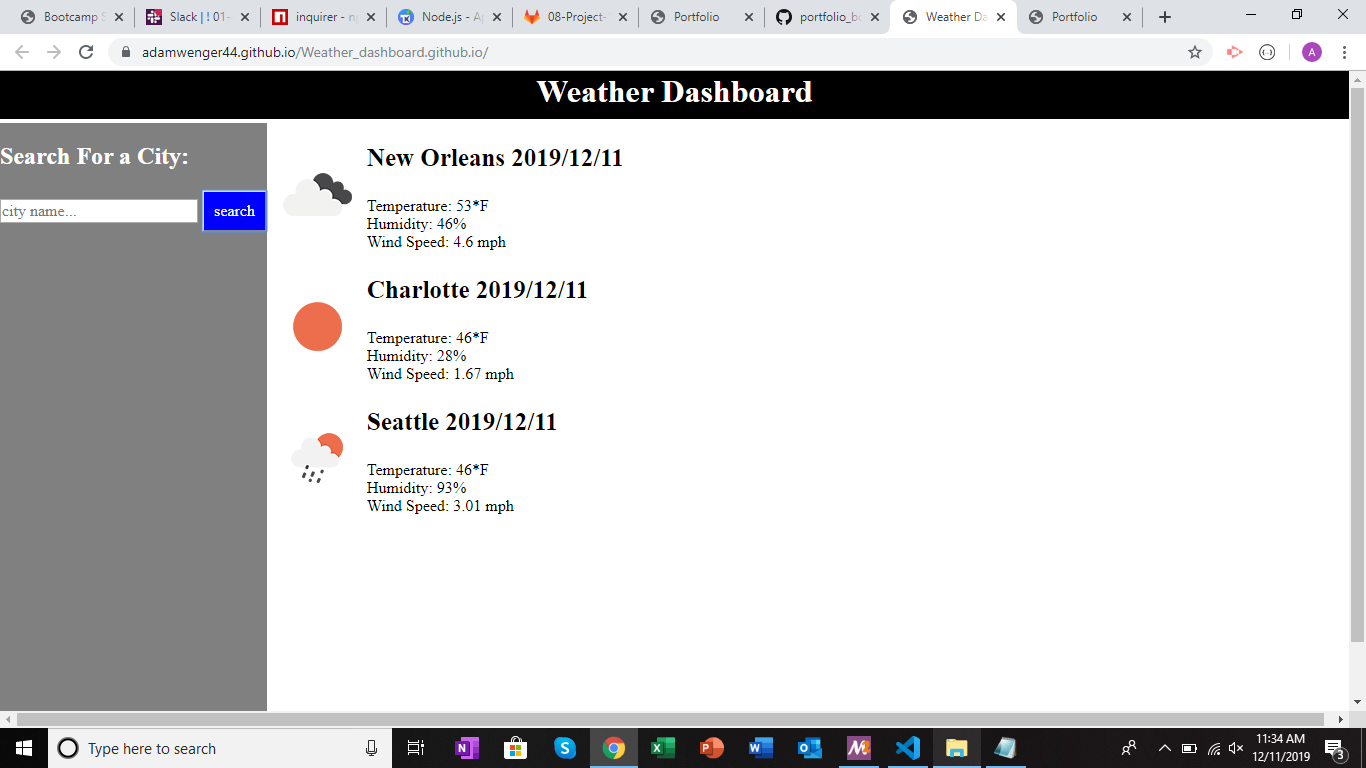 Bootcamp S
Slack | ! 01-
inquirer - np
Node.js - Ap
08-Project-
Portfolio
portfolio_bo
Weather Da
Portfolio
adamwenger44.github.io/Weather_dashboard.github.io/
A
Weather Dashboard
Search For a City:
city name...
search
New Orleans 2019/12/11
Temperature: 53*F
Humidity: 46%
Wind Speed: 4.6 mph
Charlotte 2019/12/11
Temperature: 46*F
Humidity: 28%
Wind Speed: 1.67 mph
Seattle 2019/12/11
Temperature: 46*F
Humidity: 93%
Wind Speed: 3.01 mph
Type here to search
11:34 AM
12/11/2019
3